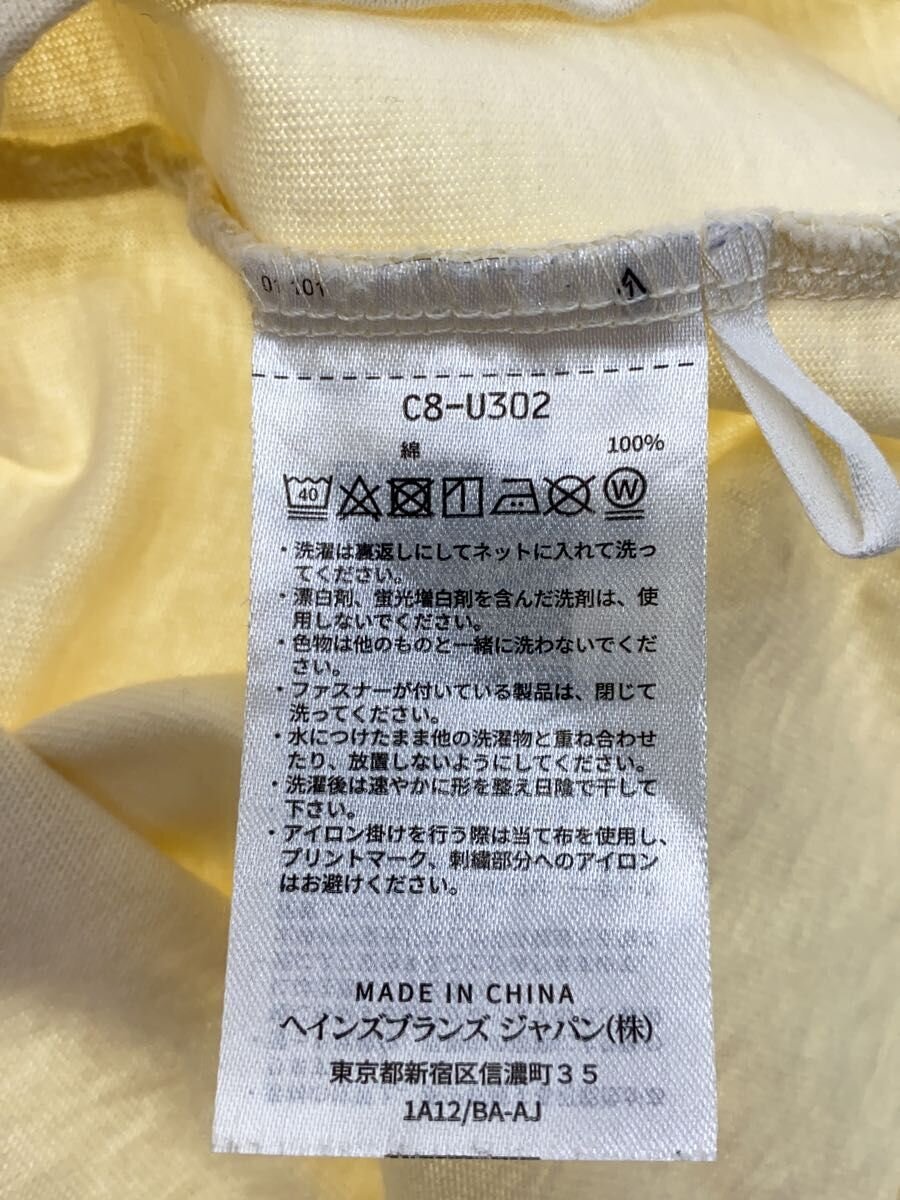 01 101
C8-U302
綿 100%
40 W
・洗濯は裏返しにしてネットに入れて洗っ
てください。
・漂白剤、蛍光増白剤を含んだ洗剤は、使
用しないでください。
・色物は他のものと一緒に洗わないでくだ
さい。
・ファスナーが付いている製品は、閉じて
洗ってください。
・水につけたまま他の洗濯物と重ね合わせ
たり、放置しないようにしてください。
・洗濯後は速やかに形を整え日陰で干して
下さい。
・アイロン掛けを行う際は当て布を使用し、
プリントマーク、刺繍部分へのアイロン
はお避けください。
MADE IN CHINA
ヘインズブランズ ジャパン(株)
東京都新宿区信濃町３５
1A12/BA-AJ